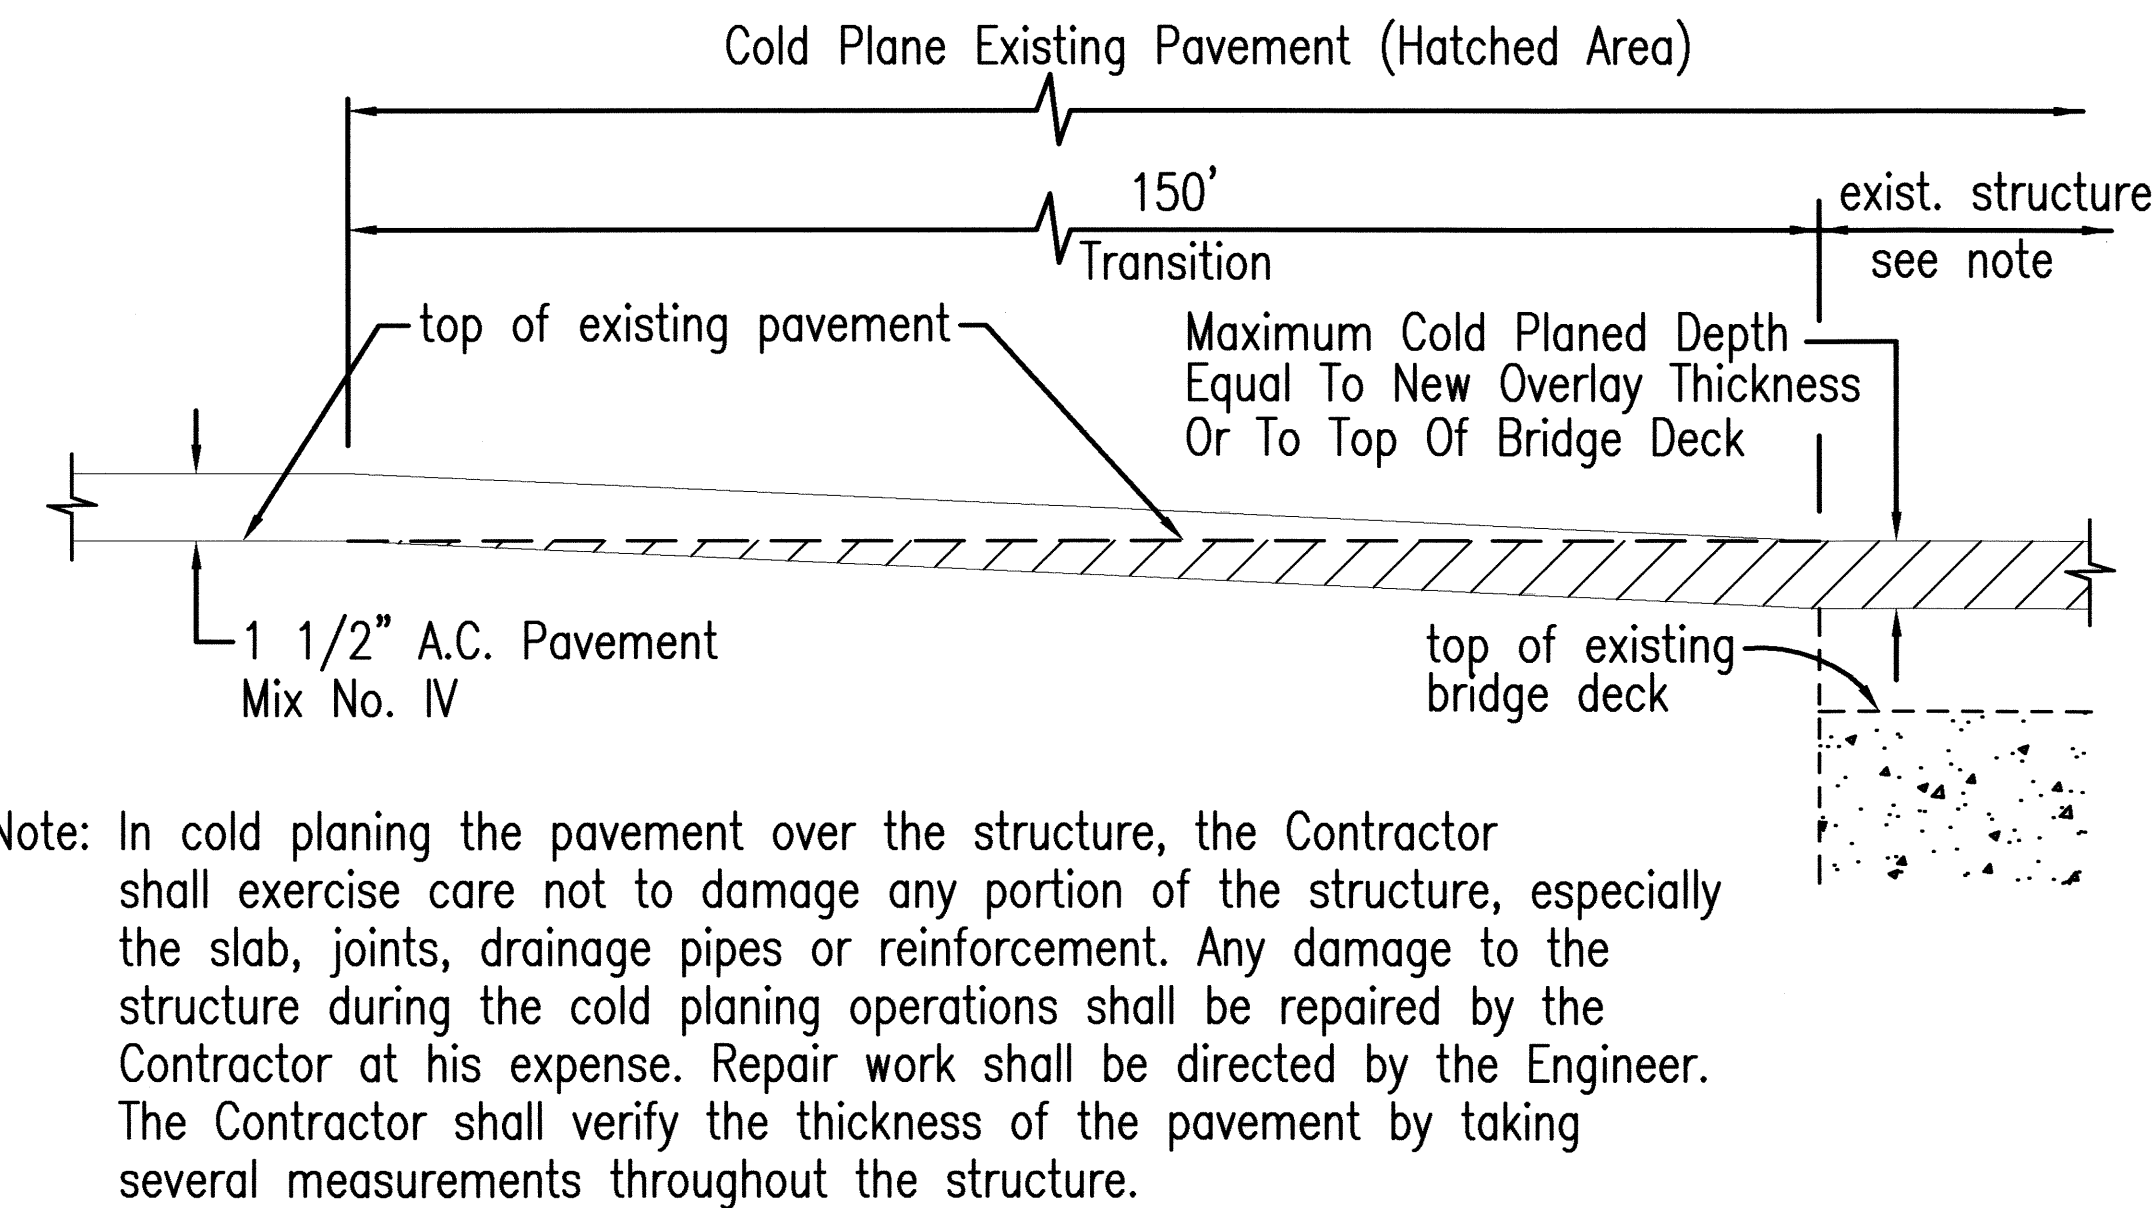 Cold Plane Existing Pavement (Hatched Area)
150'
Transition
exist. structure
see note
top of existing pavement
Maximum Cold Planed Depth
Equal To New Overlay Thickness
Or To Top Of Bridge Deck
1 1/2" A.C. Pavement
Mix No. IV
top of existing
bridge deck
Note: In cold planing the pavement over the structure, the Contractor
shall exercise care not to damage any portion of the structure, especially
the slab, joints, drainage pipes or reinforcement. Any damage to the
structure during the cold planing operations shall be repaired by the
Contractor at his expense. Repair work shall be directed by the Engineer.
The Contractor shall verify the thickness of the pavement by taking
several measurements throughout the structure.